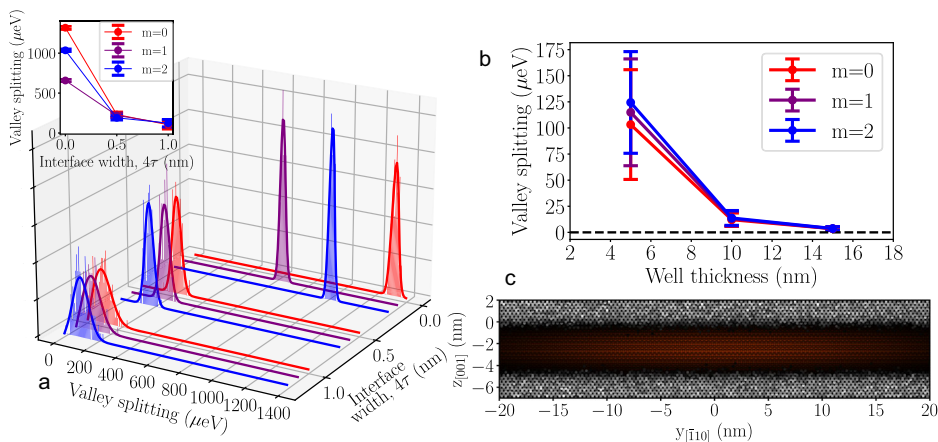 Valley splitting (μeV)
1000
500
0
0.0
0.5
1.0
Interface width, 4τ (nm)
m=0
m=1
m=2
0
200
400
600
800
1000
1200
1400
Valley splitting (μeV)
0.0
0.5
1.0
Interface
width, 4τ (nm)
a
b
175
150
125
100
75
50
25
0
Valley splitting (μeV)
2
4
6
8
10
12
14
16
18
Well thickness (nm)
m=0
m=1
m=2
c
2
0
−2
−4
−6
z[001] (nm)
−20
−15
−10
−5
0
5
10
15
20
y[1̄10] (nm)